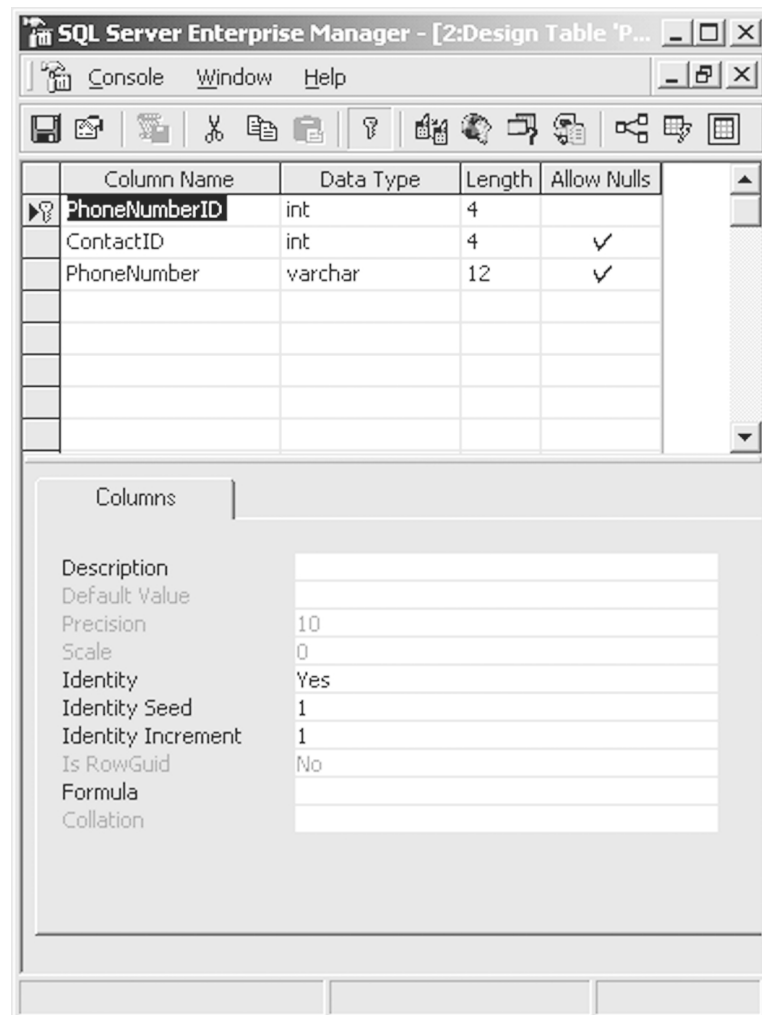 SQL Server Enterprise Manager - [2:Design Table 'P...
Console Window Help
Column Name Data Type Length Allow Nulls
PhoneNumberID int 4
ContactID int 4 ✓
PhoneNumber varchar 12 ✓
Columns
Description
Default Value
Precision 10
Scale 0
Identity Yes
Identity Seed 1
Identity Increment 1
Is RowGuid No
Formula
Collation